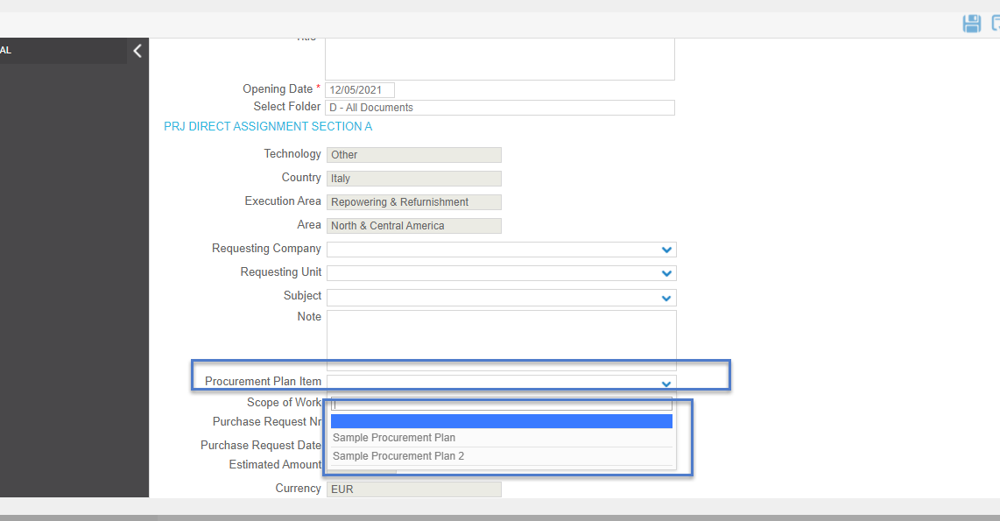 AL
Opening Date * 12/05/2021
Select Folder D - All Documents
PRJ DIRECT ASSIGNMENT SECTION A
Technology Other
Country Italy
Execution Area Repowering & Refurnishment
Area North & Central America
Requesting Company
Requesting Unit
Subject
Note
Procurement Plan Item
Scope of Work
Purchase Request Nr
Sample Procurement Plan
Purchase Request Date
Sample Procurement Plan 2
Estimated Amount
Currency EUR